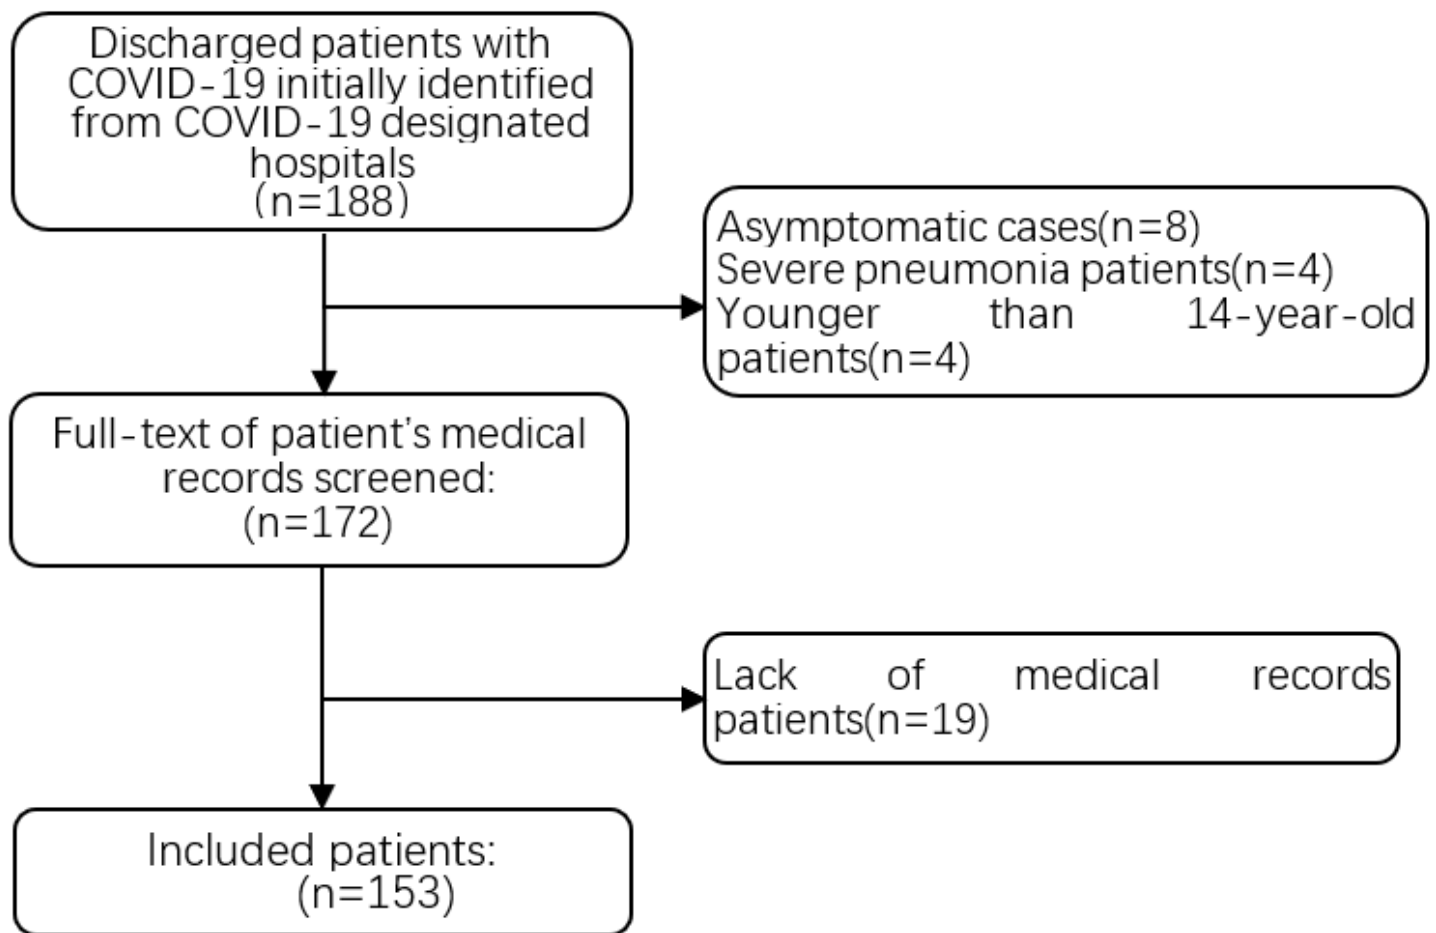 Discharged patients with
COVID-19 initially identified
from COVID-19 designated
hospitals
(n=188)
Asymptomatic cases(n=8)
Severe pneumonia patients(n=4)
Younger than 14-year-old
patients(n=4)
Full-text of patient’s medical
records screened:
(n=172)
Lack of medical records
patients(n=19)
Included patients:
(n=153)